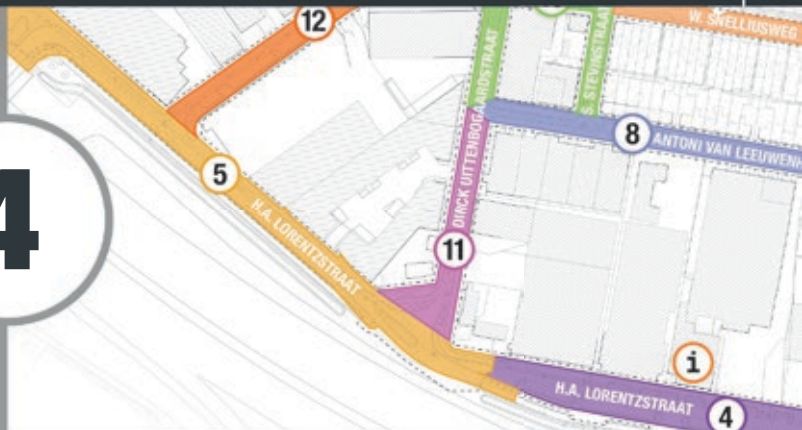 12
W. SNELLIUSWEG
DIRCK UITTENBOGAARDSTRAAT
S. STEVINSTRAAT
8
ANTONI VAN LEEUWENH
4
5
H.A. LORENTZSTRAAT
11
i
H.A. LORENTZSTRAAT
4